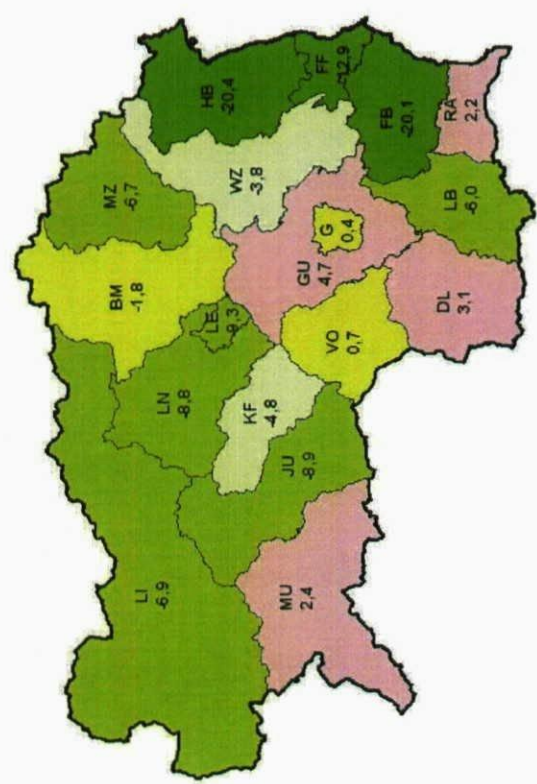 HB
-20,4
FF
-12,9
MZ
-6,7
WZ
-3,8
FB
-20,1
RA
2,2
BM
-1,8
G
0,4
LB
-6,0
GU
4,7
LE
-9,3
VO
0,7
DL
3,1
LN
-8,8
KF
-4,8
JU
-8,9
LI
-6,9
MU
2,4